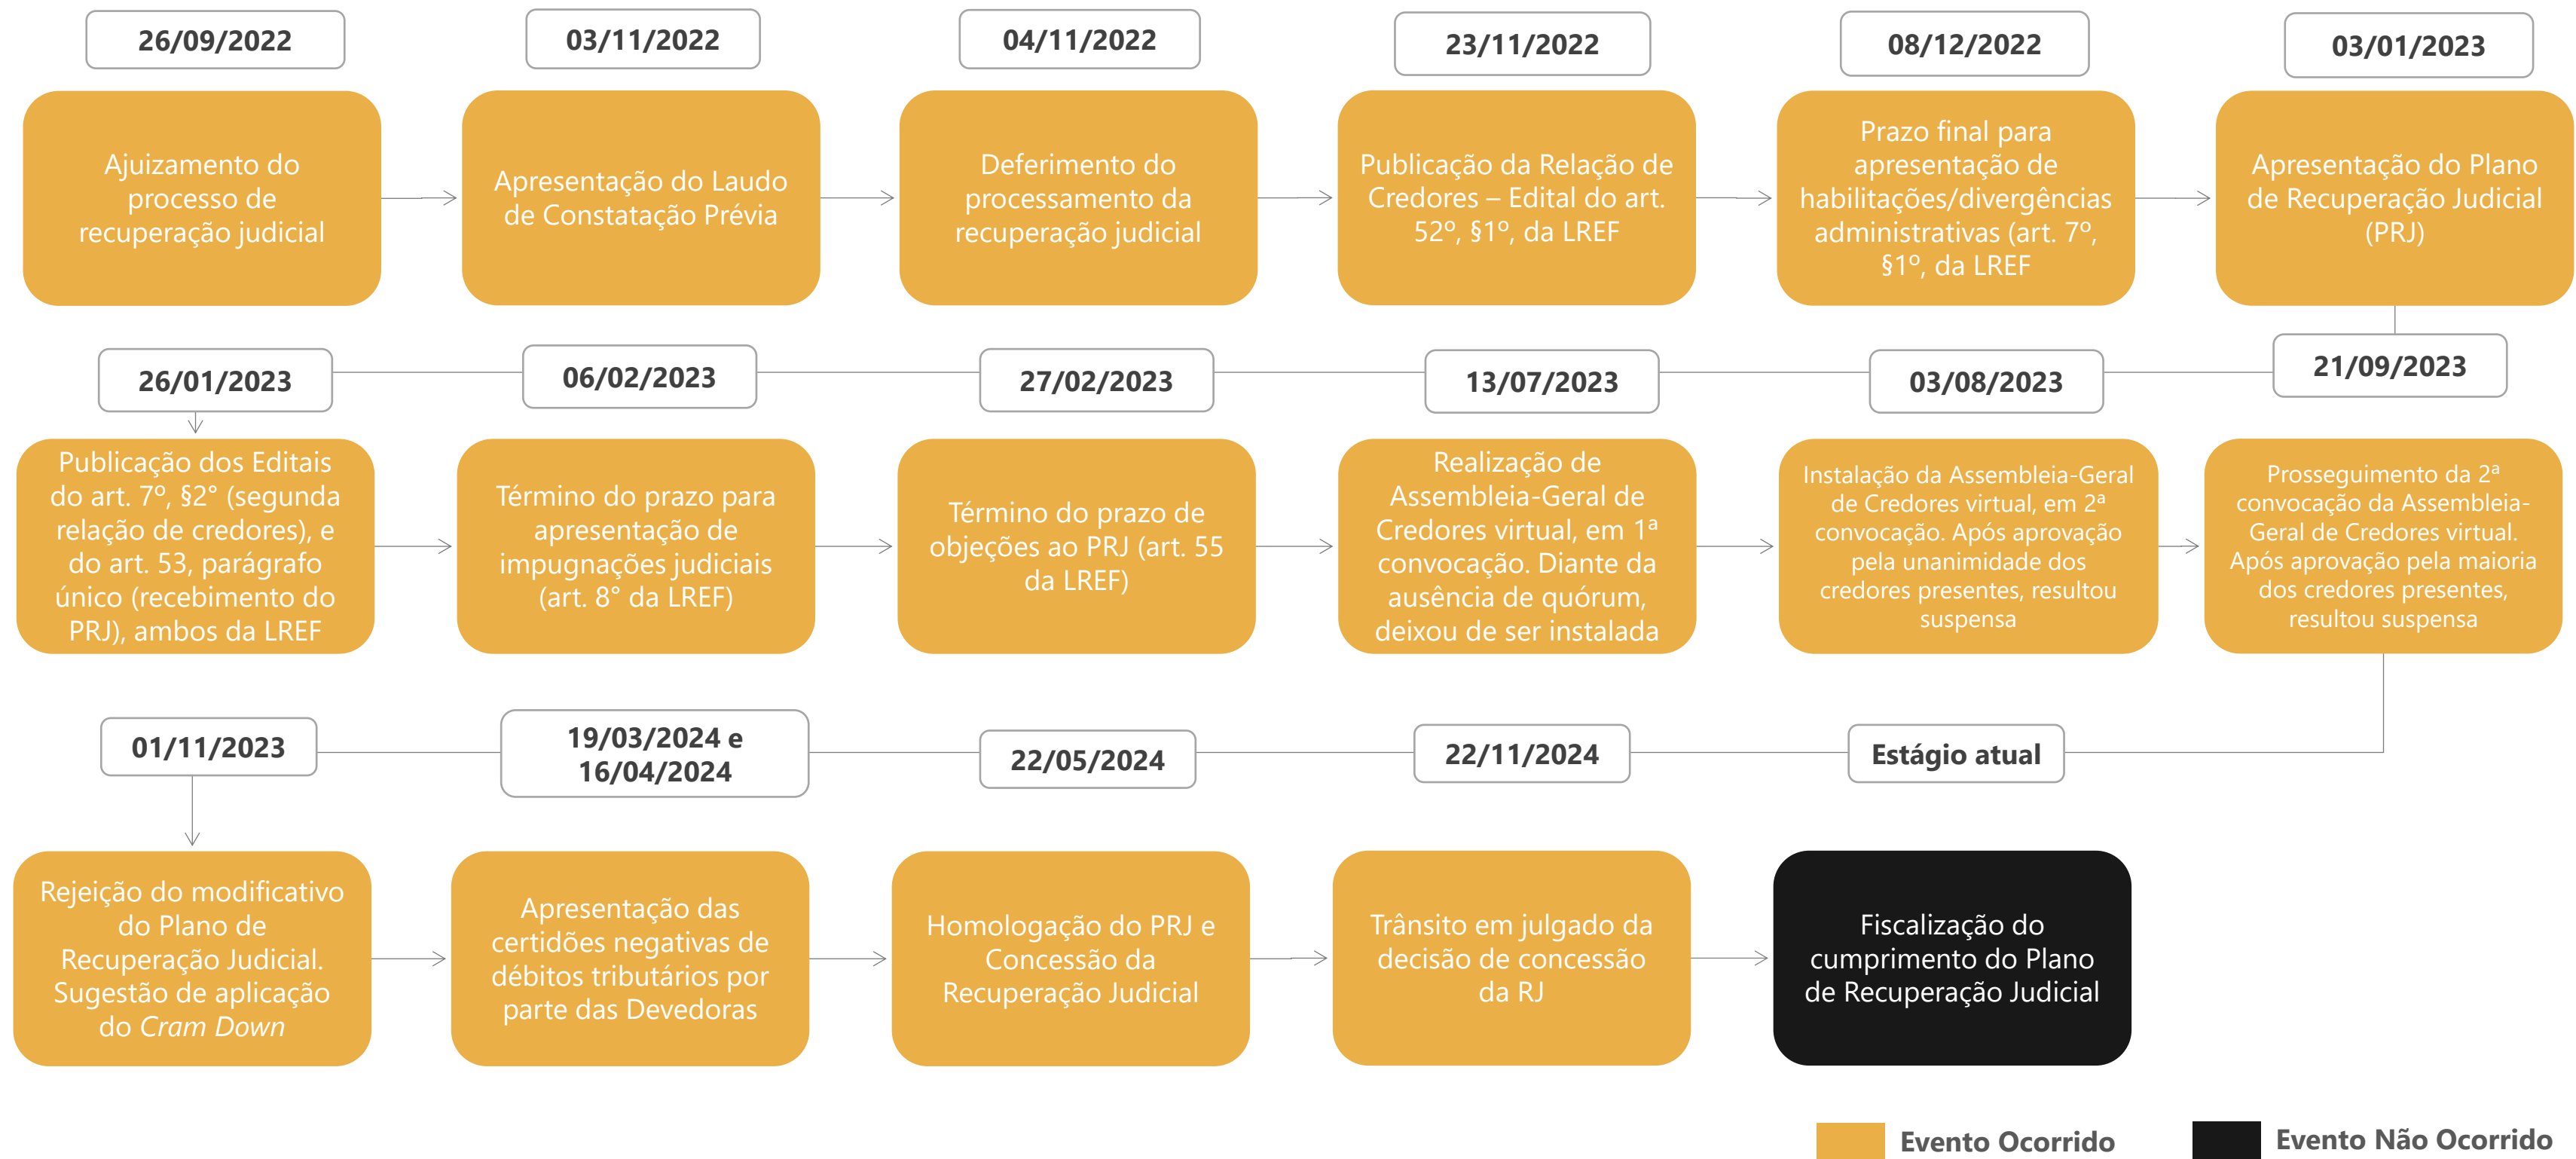 26/09/2022
Ajuizamento do
processo de
recuperação judicial
03/11/2022
Apresentação do Laudo
de Constatação Prévia
04/11/2022
Deferimento do
processamento da
recuperação judicial
23/11/2022
Publicação da Relação de
Credores – Edital do art.
52º, §1º, da LREF
08/12/2022
Prazo final para
apresentação de
habilitações/divergências
administrativas (art. 7º,
§1º, da LREF
03/01/2023
Apresentação do Plano
de Recuperação Judicial
(PRJ)
26/01/2023
Publicação dos Editais
do art. 7º, §2° (segunda
relação de credores), e
do art. 53, parágrafo
único (recebimento do
PRJ), ambos da LREF
06/02/2023
Término do prazo para
apresentação de
impugnações judiciais
(art. 8° da LREF)
27/02/2023
Término do prazo de
objeções ao PRJ (art. 55
da LREF)
13/07/2023
Realização de
Assembleia-Geral de
Credores virtual, em 1ª
convocação. Diante da
ausência de quórum,
deixou de ser instalada
03/08/2023
Instalação da Assembleia-Geral
de Credores virtual, em 2ª
convocação. Após aprovação
pela unanimidade dos
credores presentes, resultou
suspensa
21/09/2023
Prosseguimento da 2ª
convocação da Assembleia-
Geral de Credores virtual.
Após aprovação pela maioria
dos credores presentes,
resultou suspensa
01/11/2023
Rejeição do modificativo
do Plano de
Recuperação Judicial.
Sugestão de aplicação
do Cram Down
19/03/2024 e
16/04/2024
Apresentação das
certidões negativas de
débitos tributários por
parte das Devedoras
22/05/2024
Homologação do PRJ e
Concessão da
Recuperação Judicial
22/11/2024
Trânsito em julgado da
decisão de concessão
da RJ
Estágio atual
Fiscalização do
cumprimento do Plano
de Recuperação Judicial
Evento Ocorrido
Evento Não Ocorrido